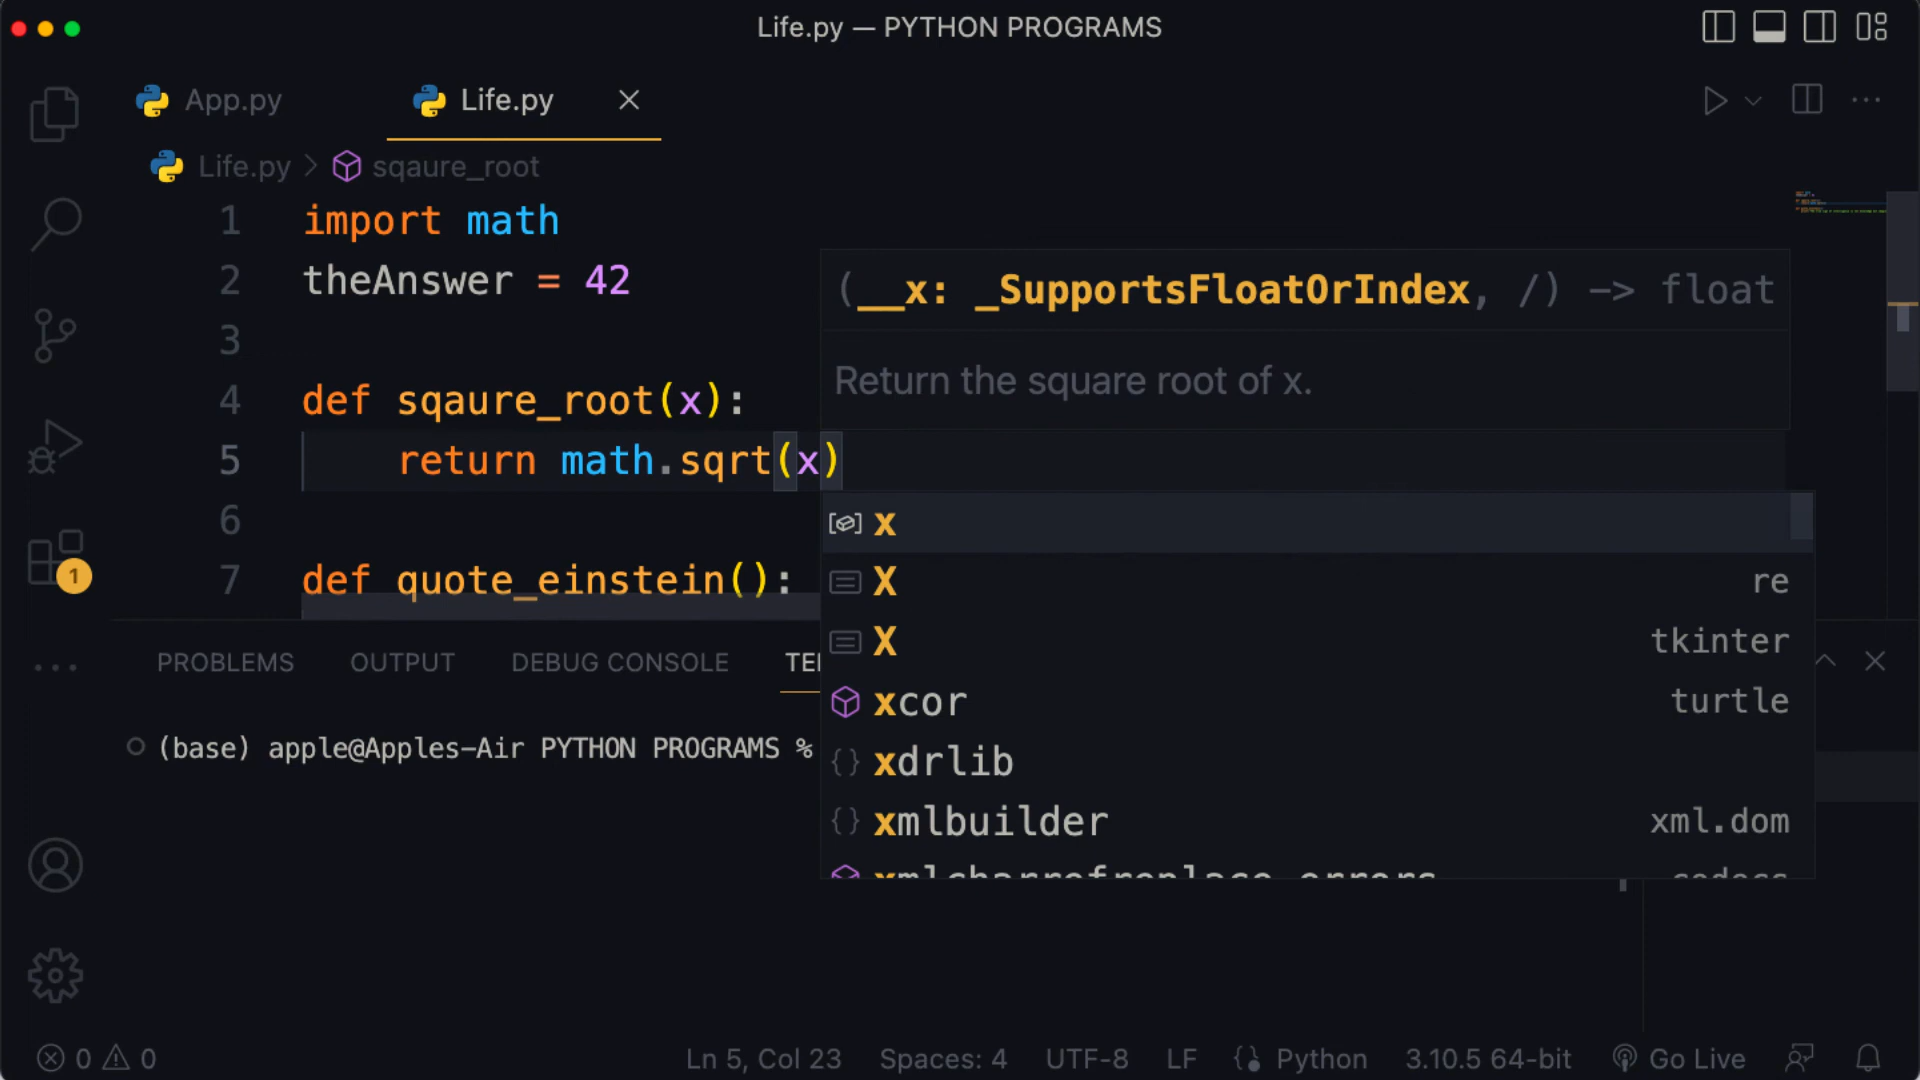 Life.py — PYTHON PROGRAMS
App.py Life.py
Life.py > sqaure_root
1 import math
2 theAnswer = 42
(__x: _SupportsFloatOrIndex, /) -> float
3
Return the square root of x.
4 def sqaure_root(x):
5 return math.sqrt(x)
6
x
7 def quote_einstein():
X re
X tkinter
PROBLEMS OUTPUT DEBUG CONSOLE
xcor turtle
(base) apple@Apples-Air PYTHON PROGRAMS %
xdrlib
xmlbuilder xml.dom
1
0 0
Ln 5, Col 23 Spaces: 4 UTF-8 LF Python 3.10.5 64-bit Go Live